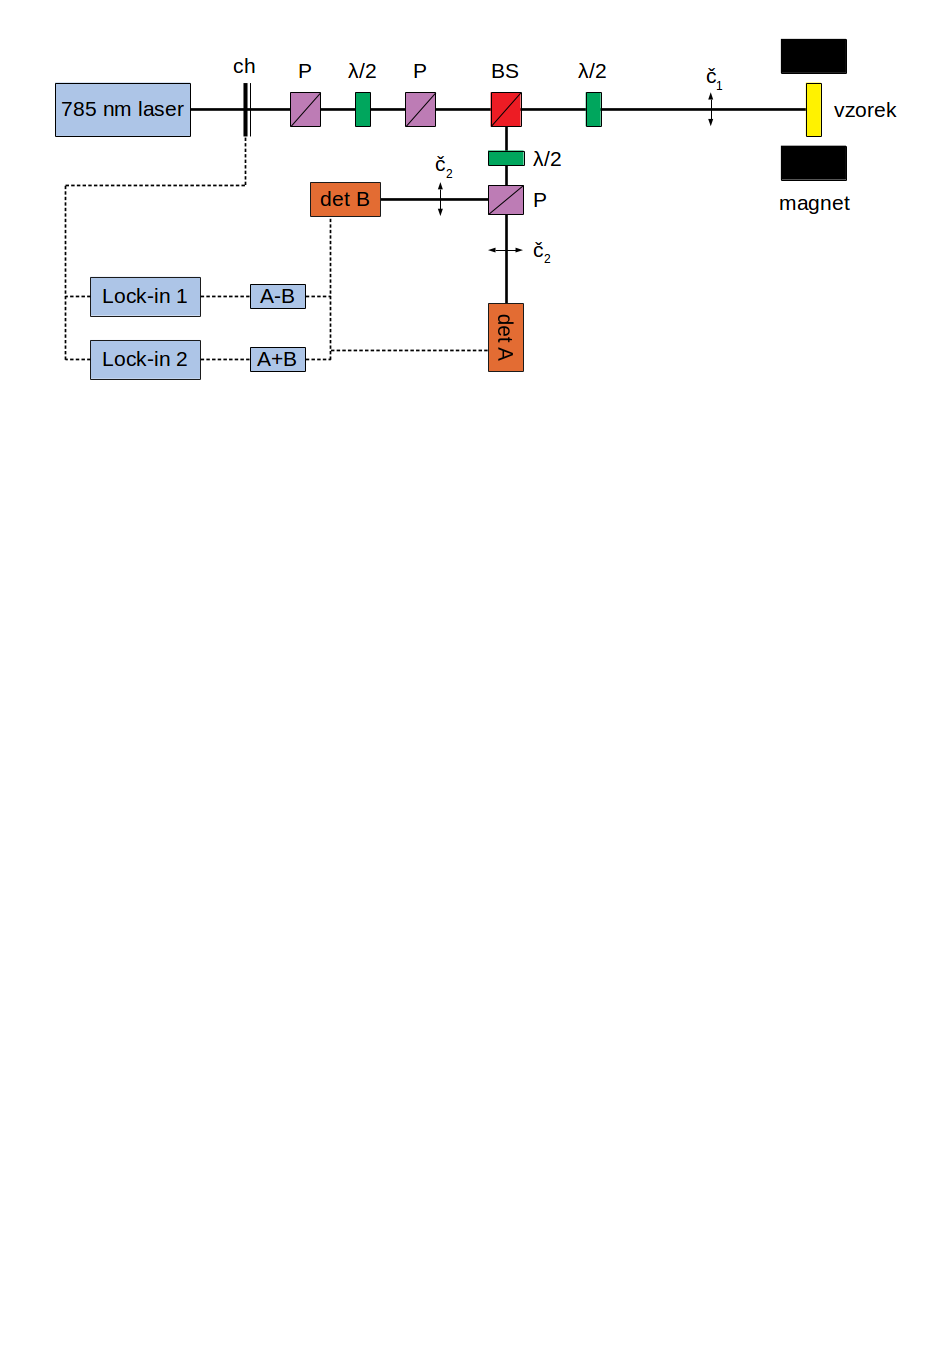 785 nm laser
ch
P
λ/2
P
BS
λ/2
č1
vzorek
magnet
λ/2
P
č2
det B
č2
det A
Lock-in 1
A-B
Lock-in 2
A+B